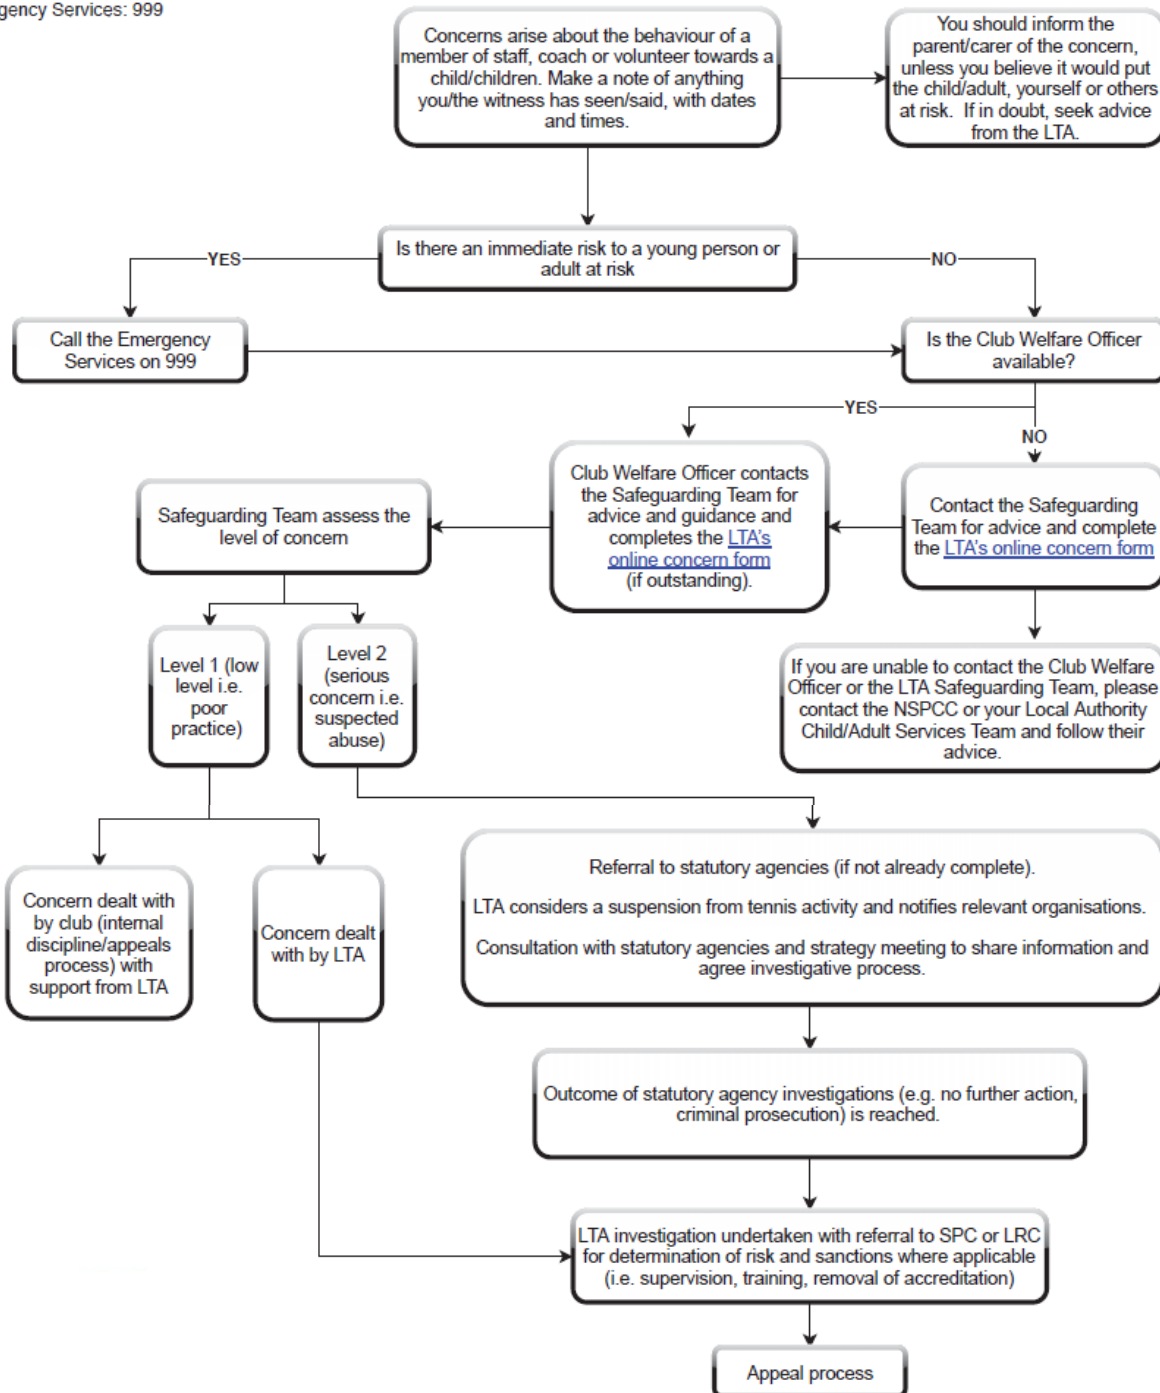 gency Services: 999
Concerns arise about the behaviour of a
member of staff, coach or volunteer towards a
child/children. Make a note of anything
you/the witness has seen/said, with dates
and times.
You should inform the
parent/carer of the concern,
unless you believe it would put
the child/adult, yourself or others
at risk. If in doubt, seek advice
from the LTA.
Is there an immediate risk to a young person or
adult at risk
YES
NO
Call the Emergency
Services on 999
Is the Club Welfare Officer
available?
YES
NO
Club Welfare Officer contacts
the Safeguarding Team for
advice and guidance and
completes the LTA's
online concern form
(if outstanding).
Contact the Safeguarding
Team for advice and complete
the LTA's online concern form
Safeguarding Team assess the
level of concern
Level 1 (low
level i.e.
poor
practice)
Level 2
(serious
concern i.e.
suspected
abuse)
If you are unable to contact the Club Welfare
Officer or the LTA Safeguarding Team, please
contact the NSPCC or your Local Authority
Child/Adult Services Team and follow their
advice.
Concern dealt with
by club (internal
discipline/appeals
process) with
support from LTA
Concern dealt
with by LTA
Referral to statutory agencies (if not already complete).
LTA considers a suspension from tennis activity and notifies relevant organisations.
Consultation with statutory agencies and strategy meeting to share information and
agree investigative process.
Outcome of statutory agency investigations (e.g. no further action,
criminal prosecution) is reached.
LTA investigation undertaken with referral to SPC or LRC
for determination of risk and sanctions where applicable
(i.e. supervision, training, removal of accreditation)
Appeal process